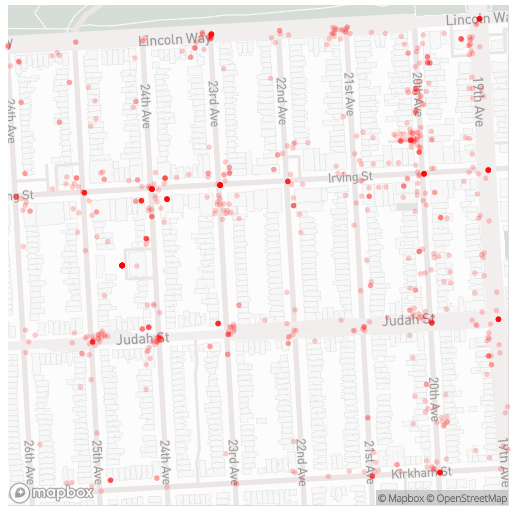 Lincoln Way
Lincoln Wa
y
24th Ave
23rd Ave
22nd Ave
21st Ave
20th Ave
19th Ave
Irving St
ng St
Judah St
Judah St
26th Ave
25th Ave
24th Ave
23rd Ave
22nd Ave
21st Ave
20th Ave
19th Ave
Kirkham St
mapbox
© Mapbox © OpenStreetMap